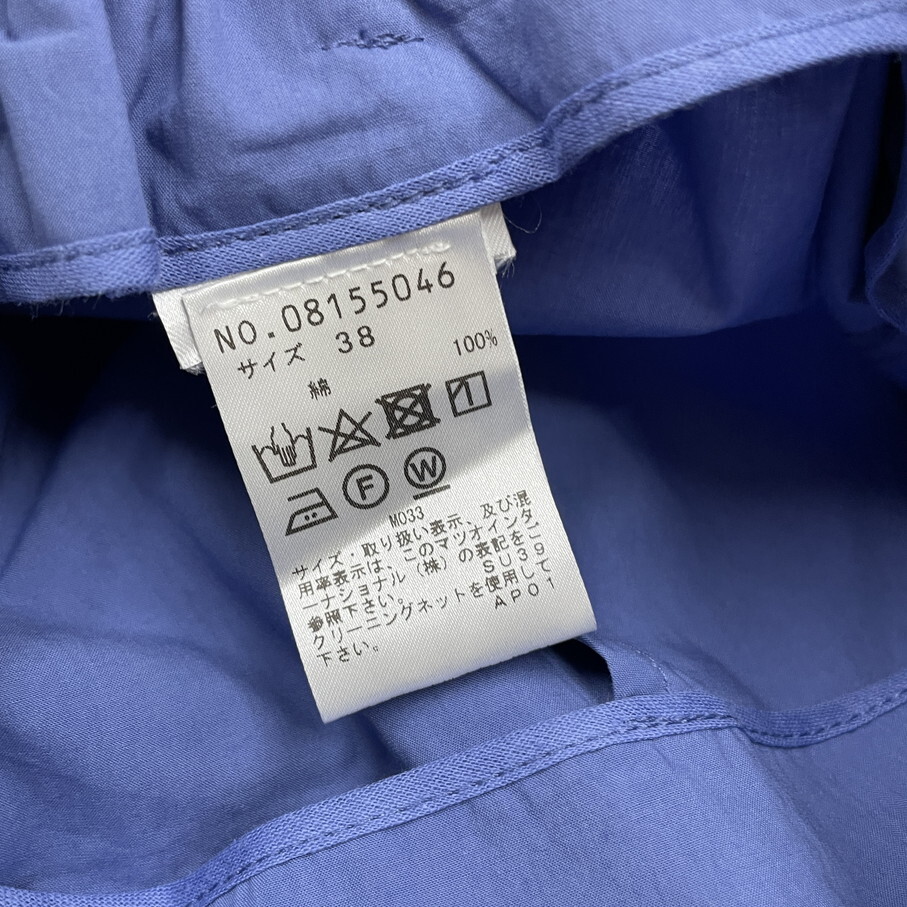 NO.08155046
サイズ 38
綿 100%
F W
M033
サイズ・取り扱い表示、及び混
用率表示は、このマツオインタ
ーナショナル(株)の表記をご
参照下さい。 SU39
クリーニングネットを使用して
下さい。 AP01